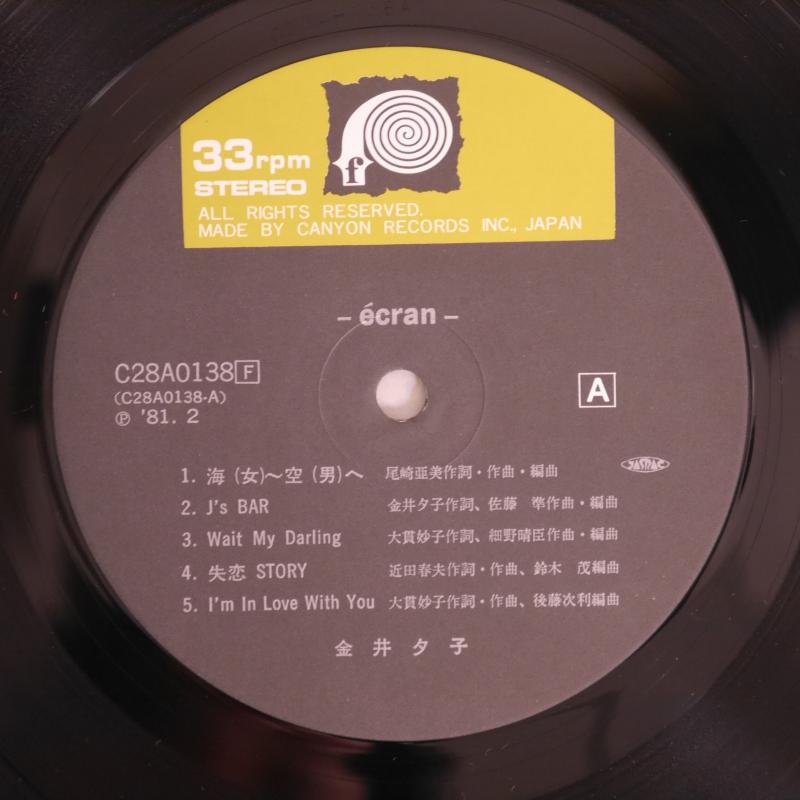 f
33rpm
STEREO
ALL RIGHTS RESERVED.
MADE BY CANYON RECORDS INC., JAPAN
– écran –
C28A0138 F
(C28A0138-A)
℗ '81. 2
A
1. 海 (女)〜空 (男)へ 尾崎亜美作詞・作曲・編曲
JASRAC
2. J's BAR 金井夕子作詞、佐藤 準作曲・編曲
3. Wait My Darling 大貫妙子作詞、細野晴臣作曲・編曲
4. 失恋 STORY 近田春夫作詞・作曲、鈴木 茂編曲
5. I'm In Love With You 大貫妙子作詞・作曲、後藤次利編曲
金井夕子